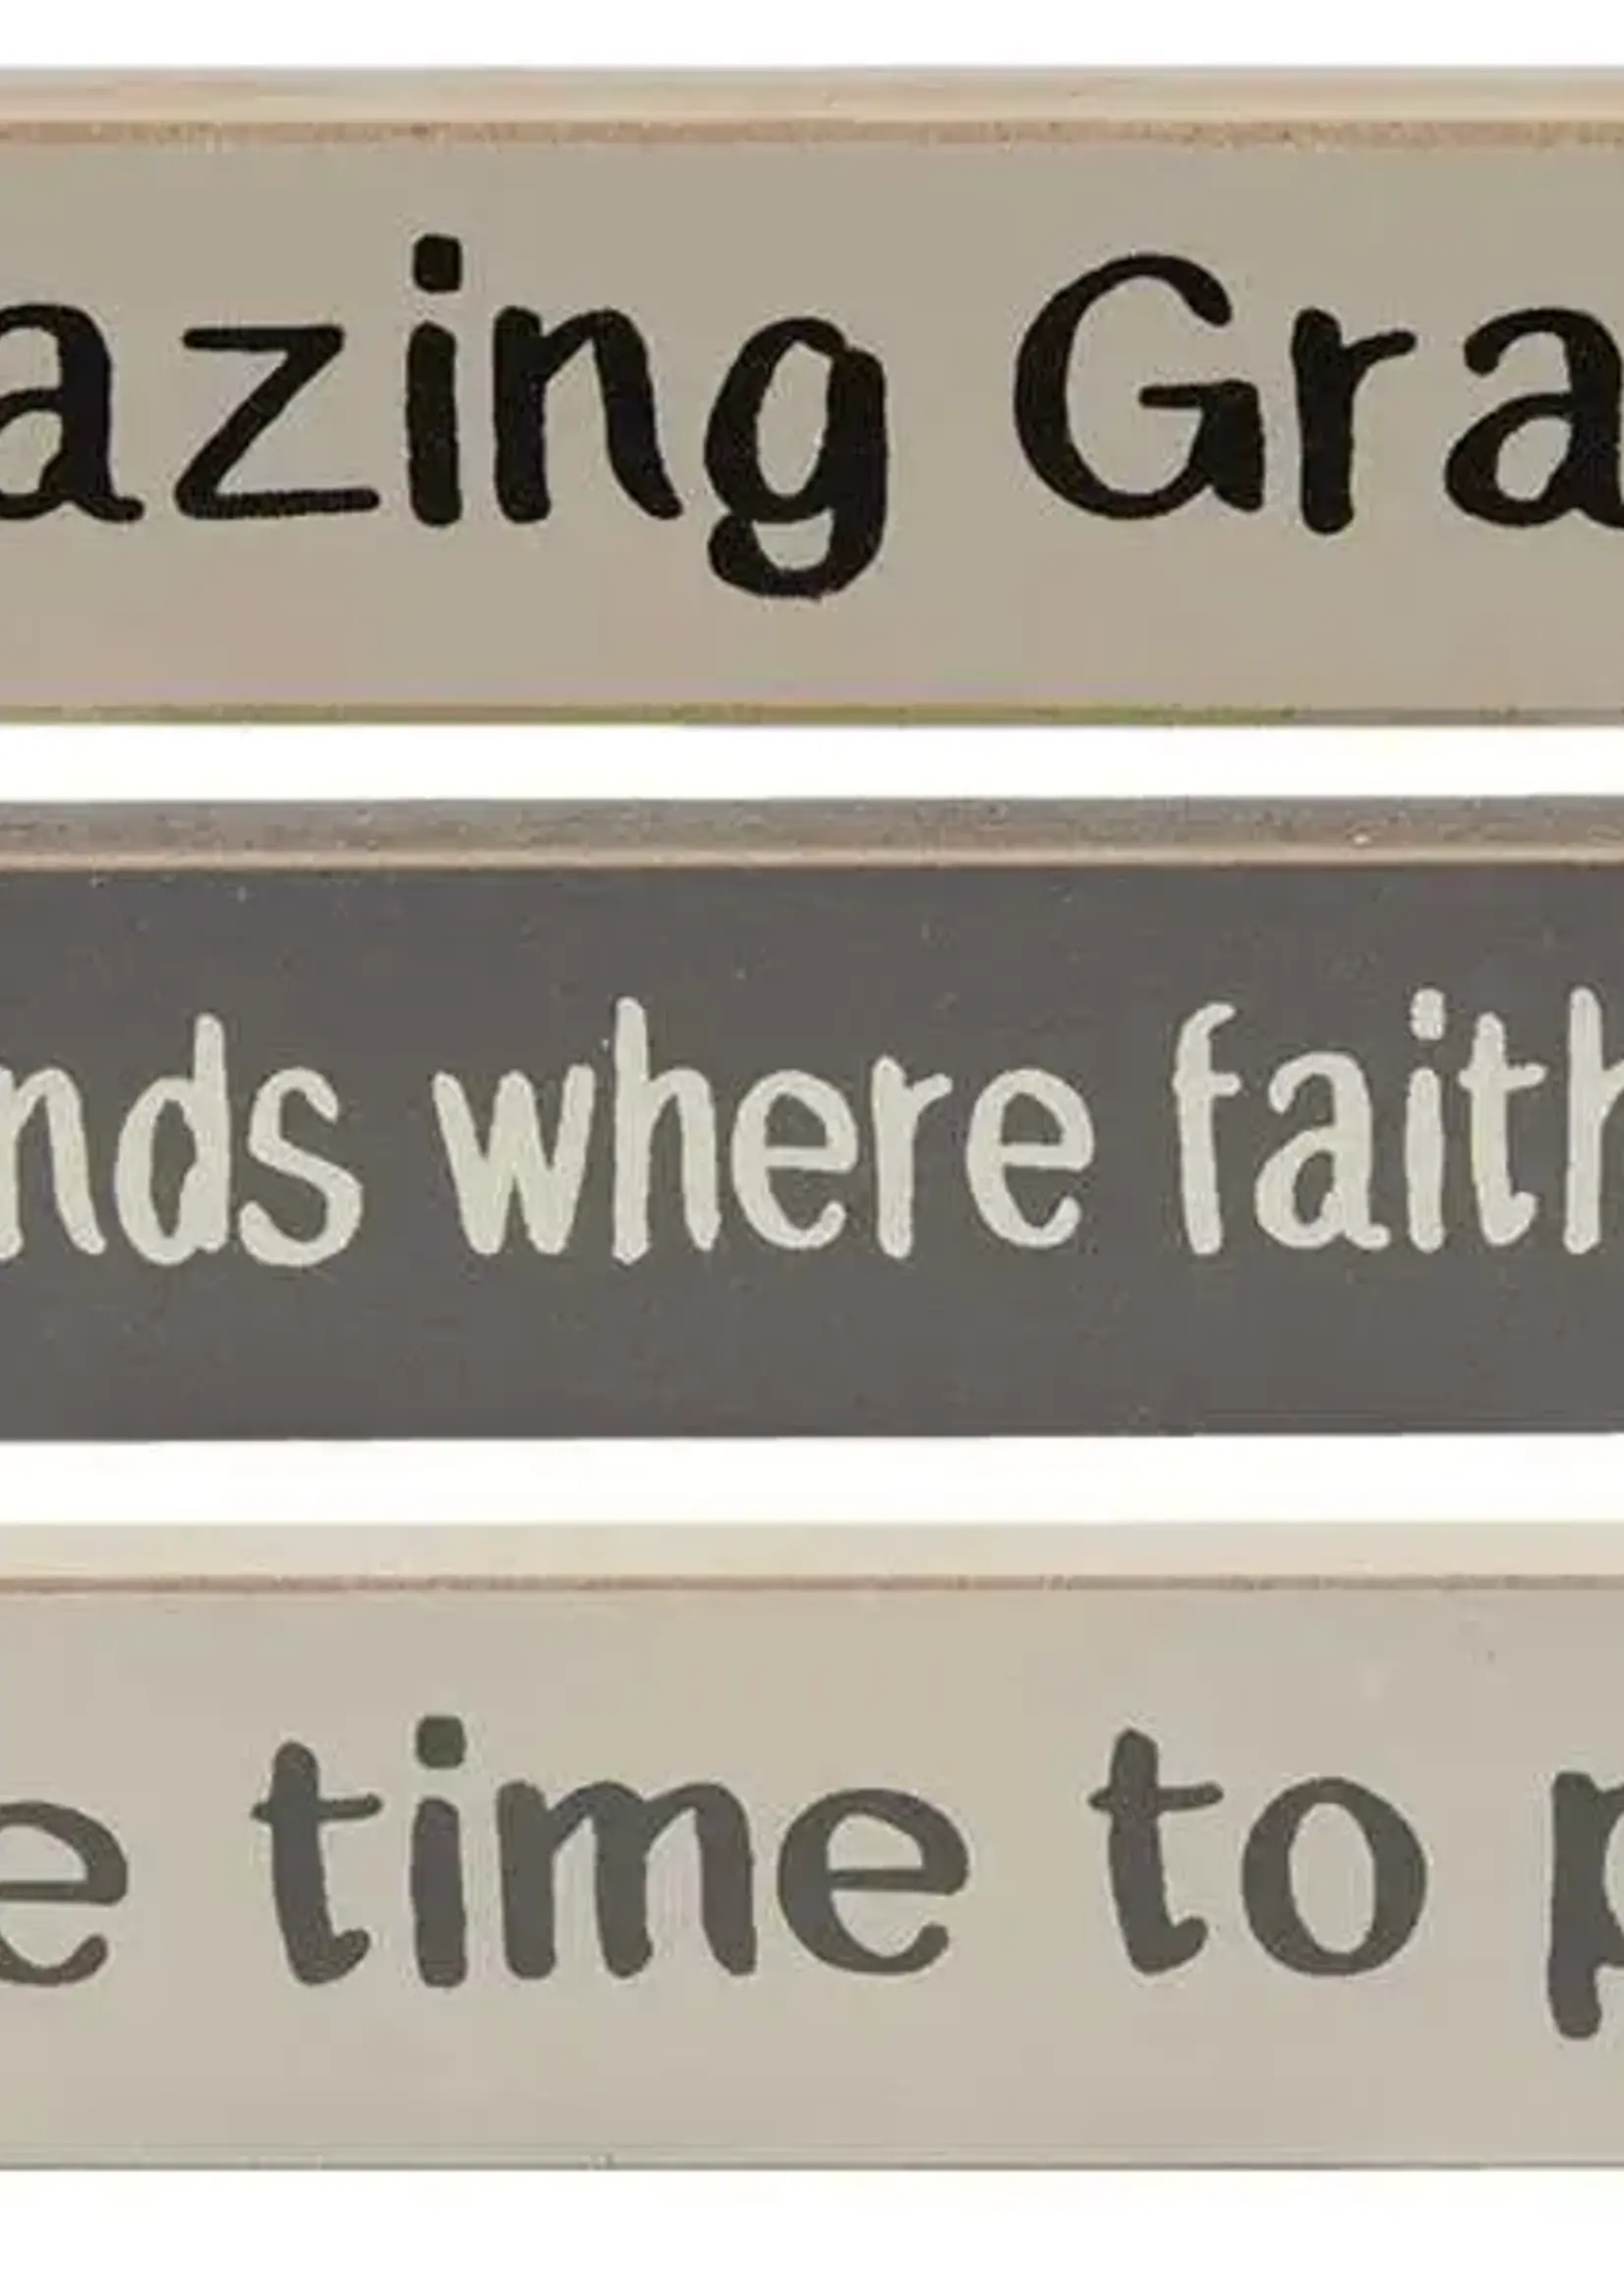 azing Gra
nds where faith
e time to p